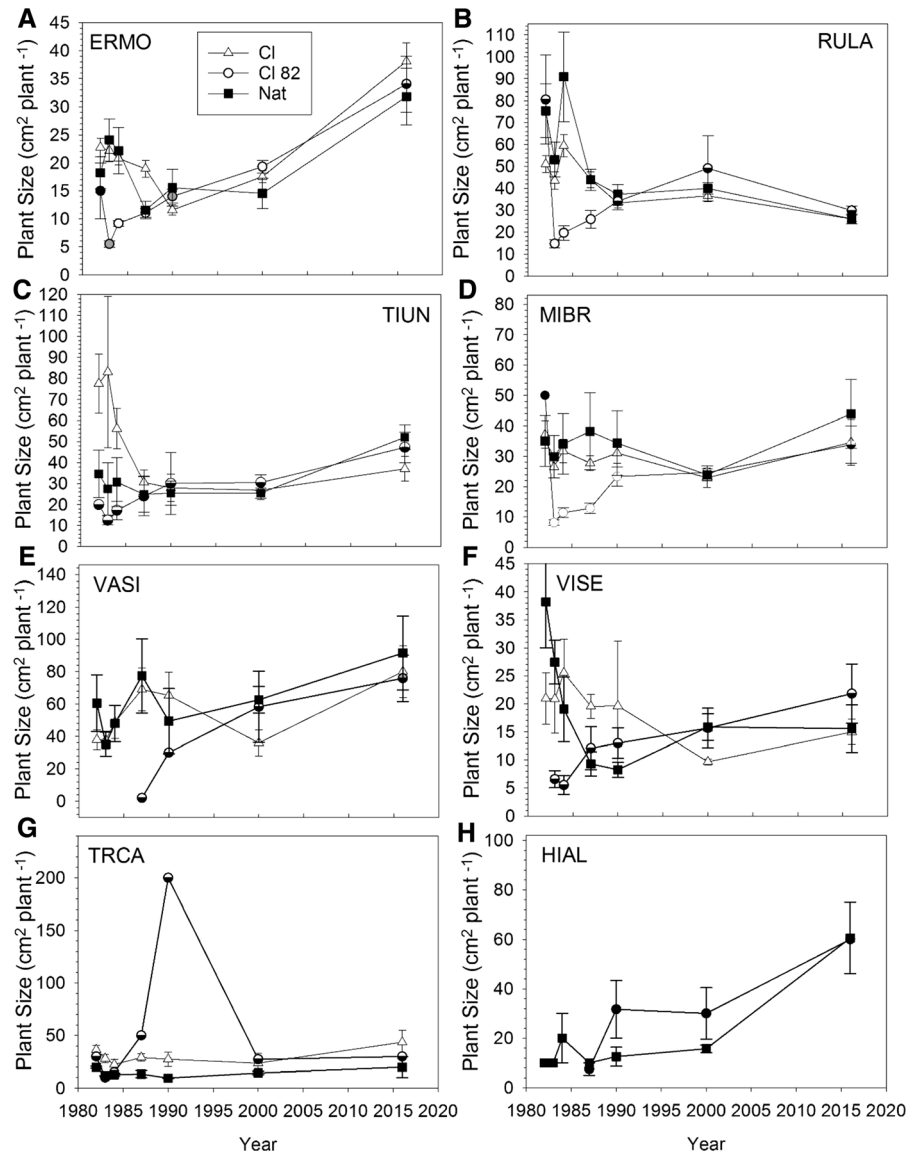 A
ERMO
Cl
Cl 82
Nat
Plant Size (cm² plant ⁻¹)
45
40
35
30
25
20
15
10
5
0
B
RULA
Plant Size (cm² plant ⁻¹)
110
100
90
80
70
60
50
40
30
20
10
0
C
TIUN
Plant Size (cm² plant ⁻¹)
120
110
100
90
80
70
60
50
40
30
20
10
0
D
MIBR
Plant Size (cm² plant ⁻¹)
80
70
60
50
40
30
20
10
0
E
VASI
Plant Size (cm² plant ⁻¹)
140
120
100
80
60
40
20
0
F
VISE
Plant Size (cm² plant ⁻¹)
45
40
35
30
25
20
15
10
5
0
G
TRCA
Plant Size (cm² plant ⁻¹)
200
150
100
50
0
1980 1985 1990 1995 2000 2005 2010 2015 2020
Year
H
HIAL
Plant Size (cm² plant ⁻¹)
100
80
60
40
20
0
1980 1985 1990 1995 2000 2005 2010 2015 2020
Year